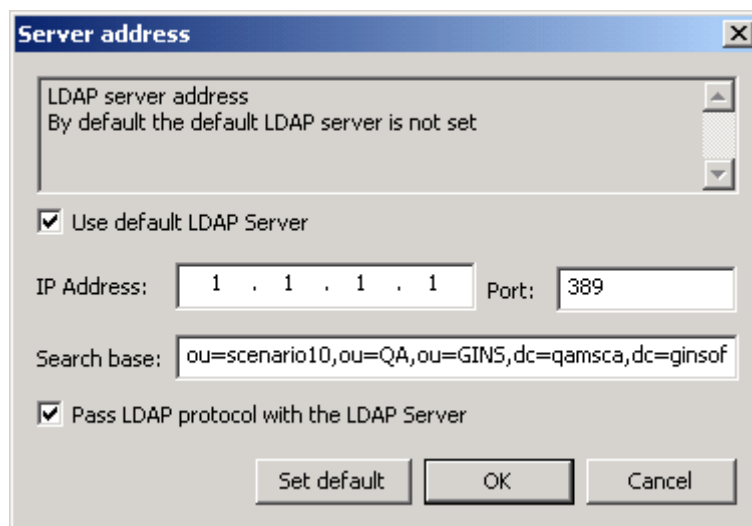 Server address
LDAP server address
By default the default LDAP server is not set
Use default LDAP Server
IP Address: 1 . 1 . 1 . 1 Port: 389
Search base: ou=scenario10,ou=QA,ou=GINS,dc=qamsca,dc=ginsof
Pass LDAP protocol with the LDAP Server
Set default OK Cancel